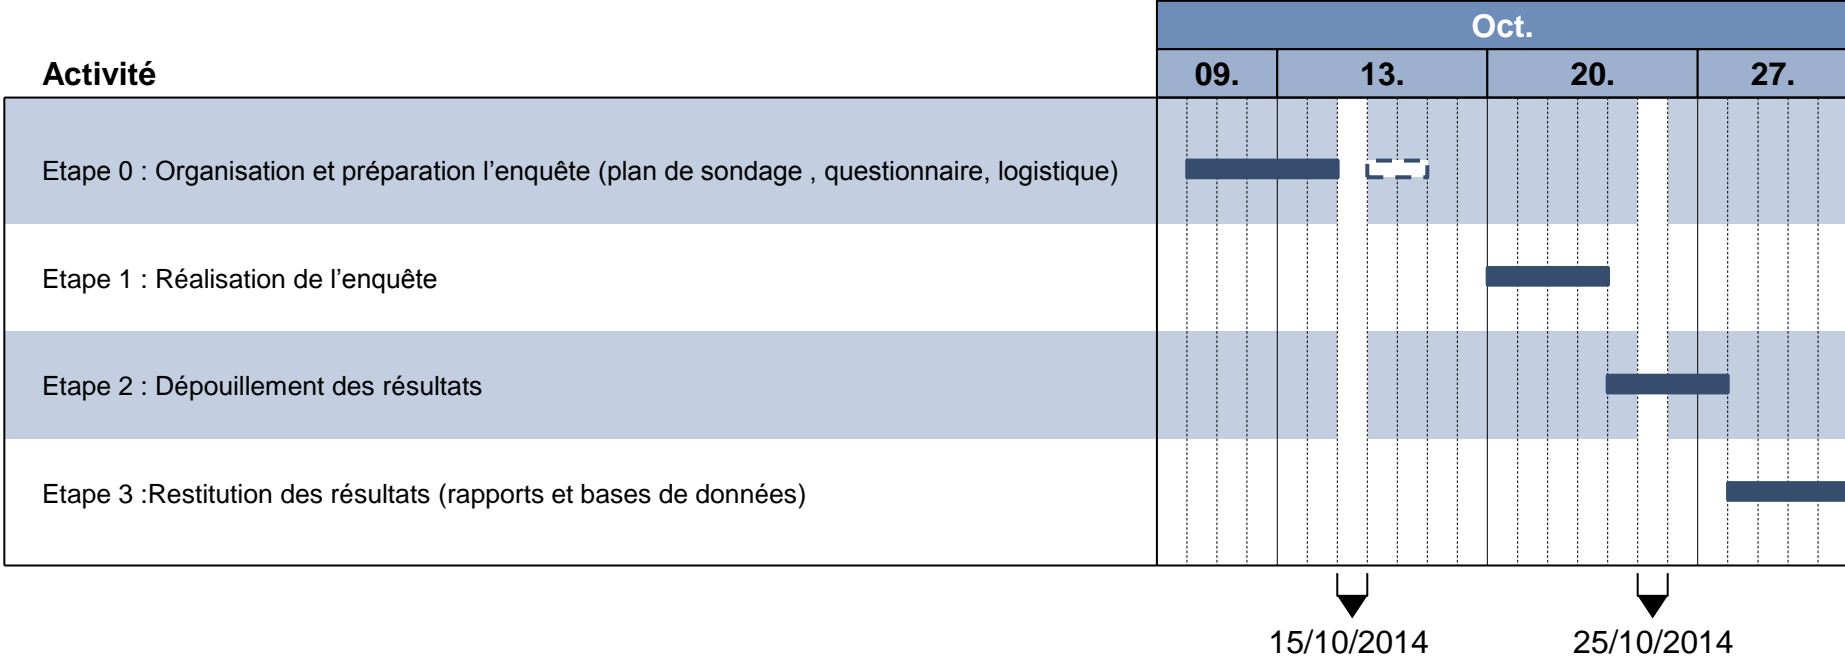 Oct.
Activité
09. 13. 20. 27.
Etape 0 : Organisation et préparation l’enquête (plan de sondage , questionnaire, logistique)
Etape 1 : Réalisation de l’enquête
Etape 2 : Dépouillement des résultats
Etape 3 :Restitution des résultats (rapports et bases de données)
15/10/2014 25/10/2014